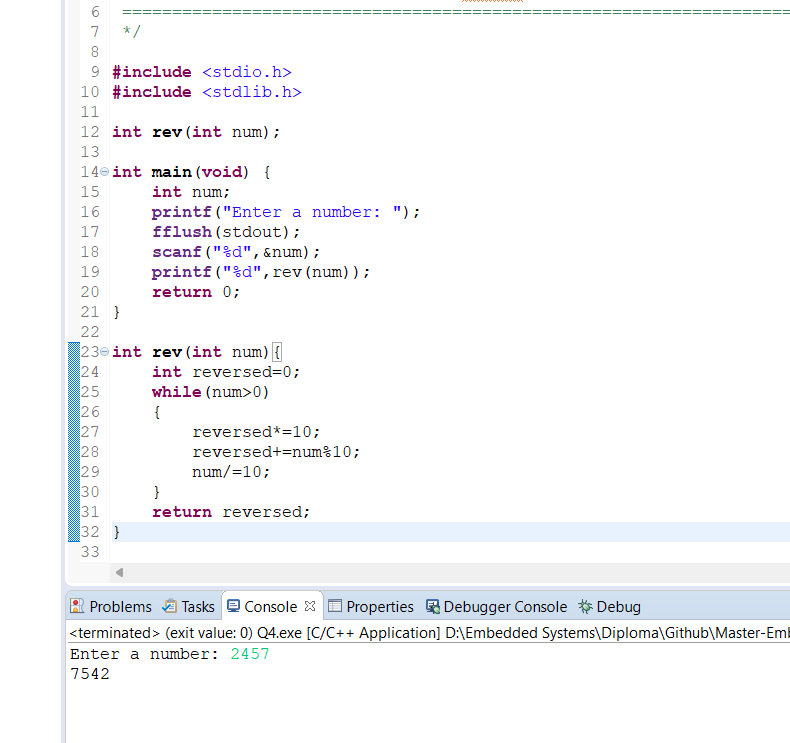 6 ====================================================================
7 */
8
9 #include <stdio.h>
10 #include <stdlib.h>
11
12 int rev(int num);
13
14 int main(void) {
15     int num;
16     printf("Enter a number: ");
17     fflush(stdout);
18     scanf("%d",&num);
19     printf("%d",rev(num));
20     return 0;
21 }
22
23 int rev(int num){
24     int reversed=0;
25     while(num>0)
26     {
27         reversed*=10;
28         reversed+=num%10;
29         num/=10;
30     }
31     return reversed;
32 }
33
Problems Tasks Console Properties Debugger Console Debug
<terminated> (exit value: 0) Q4.exe [C/C++ Application] D:\Embedded Systems\Diploma\Github\Master-Emb
Enter a number: 2457
7542